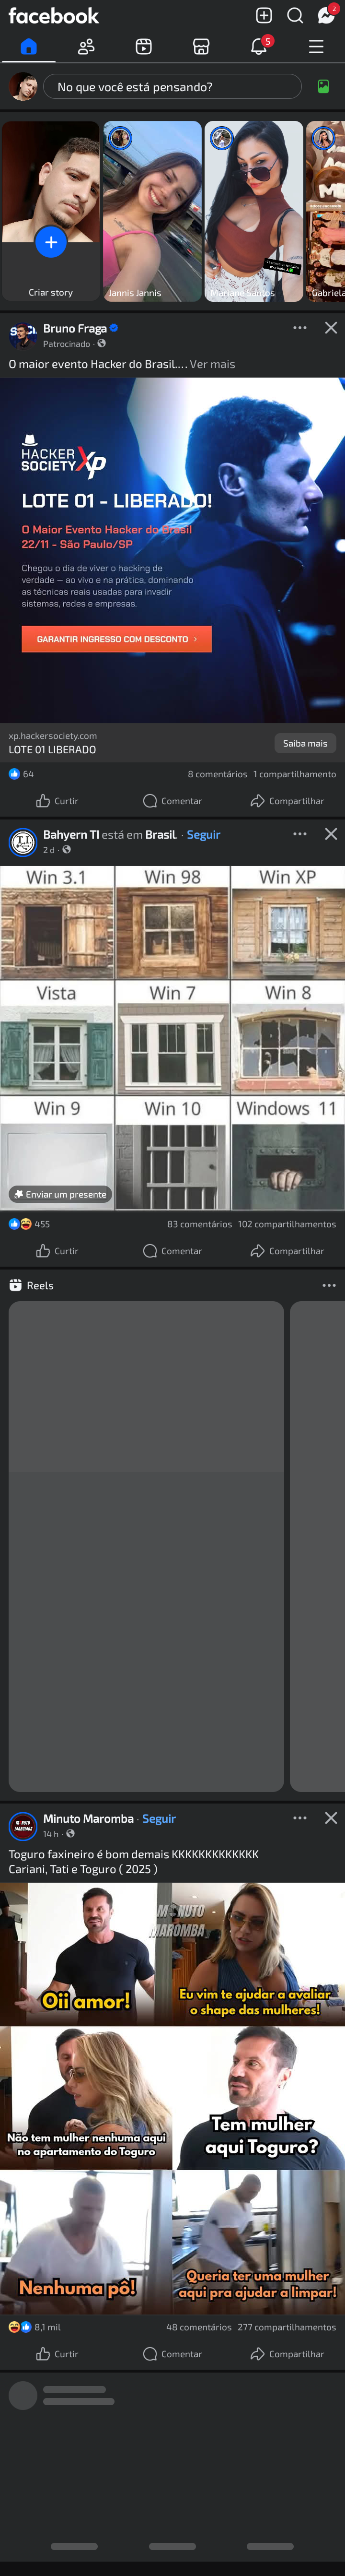 facebook
2
5
No que você está pensando?
Criar story
Jannis Jannis
Mariane Santos
Gabriela
Bruno Fraga
Patrocinado ·
O maior evento Hacker do Brasil.... Ver mais
HACKER
SOCIETY Xp
LOTE 01 - LIBERADO!
O Maior Evento Hacker do Brasil
22/11 - São Paulo/SP
Chegou o dia de viver o hacking de
verdade — ao vivo e na prática, dominando
as técnicas reais usadas para invadir
sistemas, redes e empresas.
GARANTIR INGRESSO COM DESCONTO ›
xp.hackersociety.com
LOTE 01 LIBERADO
Saiba mais
64
8 comentários 1 compartilhamento
Curtir Comentar Compartilhar
Bahyern TI está em Brasil. · Seguir
2 d ·
Win 3.1 Win 98 Win XP
Vista Win 7 Win 8
Win 9 Win 10 Windows 11
Enviar um presente
455
83 comentários 102 compartilhamentos
Curtir Comentar Compartilhar
Reels
Minuto Maromba · Seguir
14 h ·
Toguro faxineiro é bom demais KKKKKKKKKKKKK
Cariani, Tati e Toguro ( 2025 )
MINUTO
MAROMBA
Oii amor!
Eu vim te ajudar a avaliar
o shape das mulheres!
Não tem mulher nenhuma aqui
no apartamento do Toguro
Tem mulher
aqui Toguro?
Nenhuma pô!
Queria ter uma mulher
aqui pra ajudar a limpar!
8,1 mil
48 comentários 277 compartilhamentos
Curtir Comentar Compartilhar